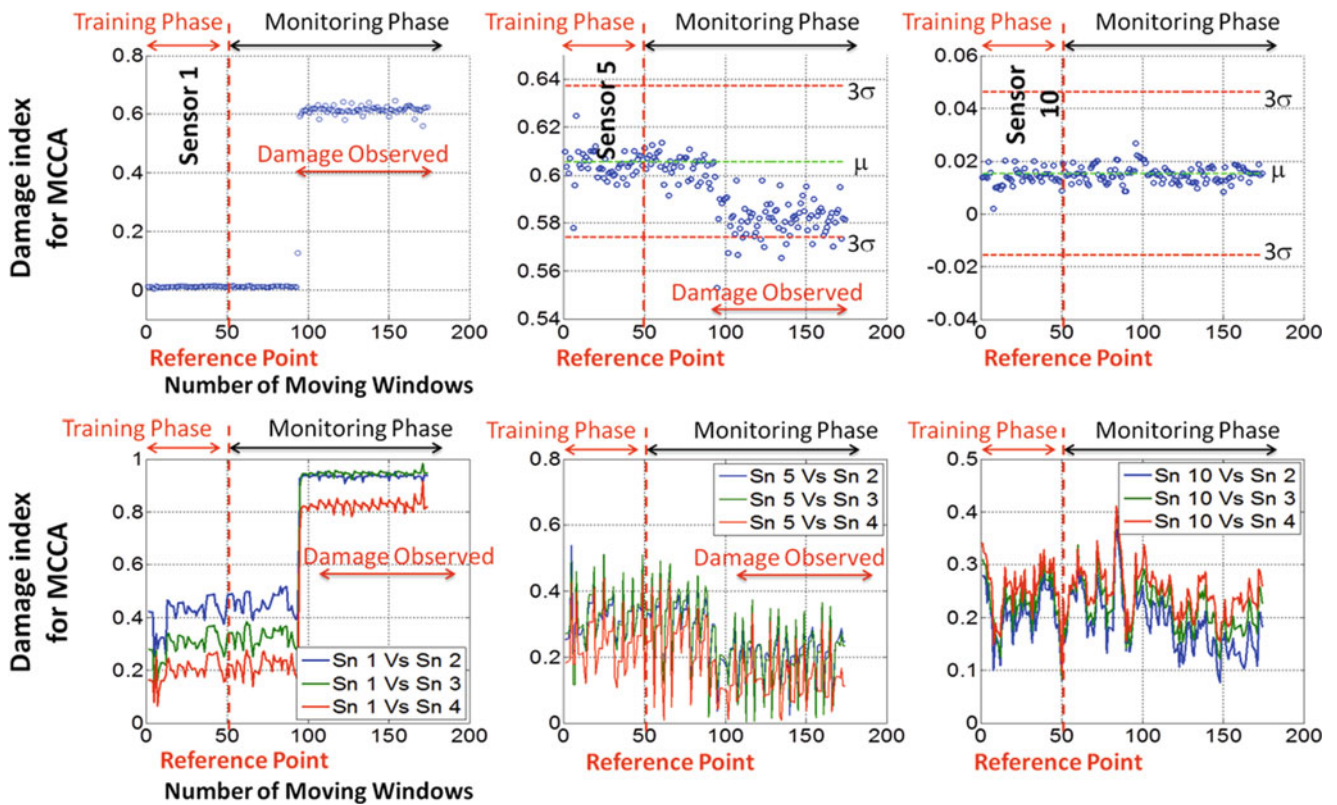 Training Phase Monitoring Phase
Training Phase Monitoring Phase
Training Phase Monitoring Phase
Damage index
for MCCA
0.8
0.6
0.4
0.2
0
-0.2
Sensor 1
Damage Observed
0 50 100 150 200
Reference Point
Number of Moving Windows
0.64
0.62
0.6
0.58
0.56
0.54
Sensor 5
3σ
μ
3σ
Damage Observed
0 50 100 150 200
Reference Point
0.06
0.04
0.02
0
-0.02
-0.04
Sensor
10
3σ
μ
3σ
0 50 100 150 200
Reference Point
Training Phase Monitoring Phase
Training Phase Monitoring Phase
Training Phase Monitoring Phase
Damage index
for MCCA
1
0.8
0.6
0.4
0.2
0
Damage Observed
Sn 1 Vs Sn 2
Sn 1 Vs Sn 3
Sn 1 Vs Sn 4
0 50 100 150 200
Reference Point
Number of Moving Windows
0.8
0.6
0.4
0.2
0
Sn 5 Vs Sn 2
Sn 5 Vs Sn 3
Sn 5 Vs Sn 4
Damage Observed
0 50 100 150 200
Reference Point
0.5
0.4
0.3
0.2
0.1
0
Sn 10 Vs Sn 2
Sn 10 Vs Sn 3
Sn 10 Vs Sn 4
0 50 100 150 200
Reference Point